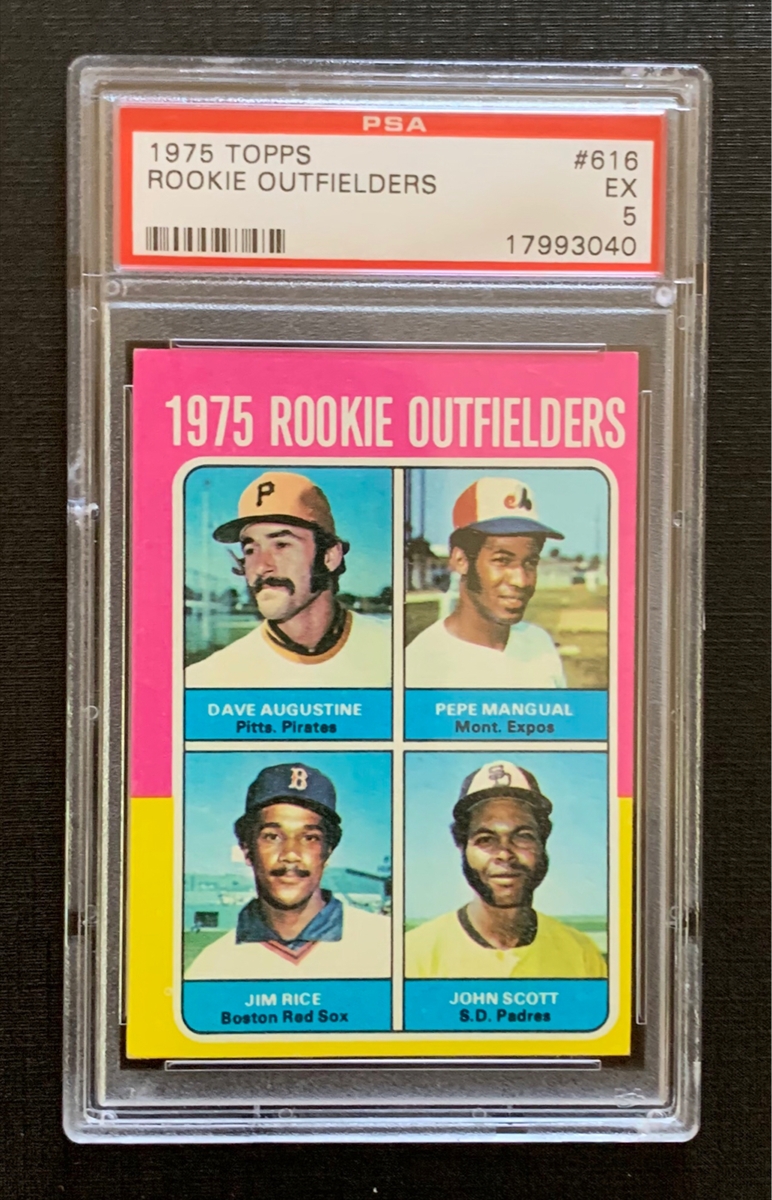 PSA
1975 TOPPS #616
ROOKIE OUTFIELDERS EX
5
17993040
1975 ROOKIE OUTFIELDERS
P
DAVE AUGUSTINE
Pitts. Pirates
M
PEPE MANGUAL
Mont. Expos
B
JIM RICE
Boston Red Sox
SD
JOHN SCOTT
S.D. Padres